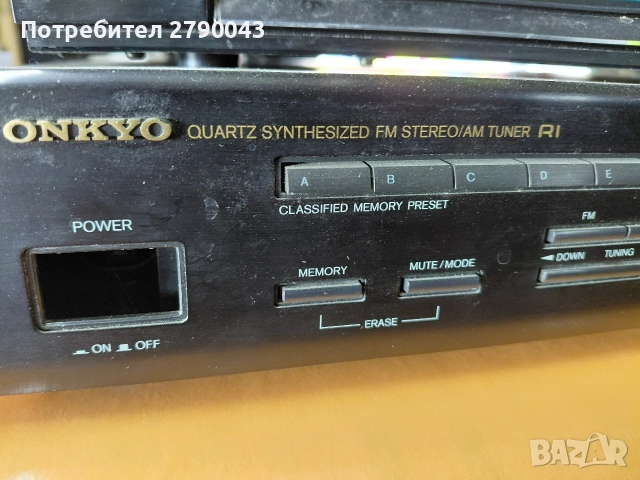 Потребител 2790043
ONKYO QUARTZ SYNTHESIZED FM STEREO/AM TUNER RI
A B C D E
CLASSIFIED MEMORY PRESET
POWER
FM
MEMORY MUTE/MODE ◄ DOWN TUNING
ERASE
ON OFF
BAZAR